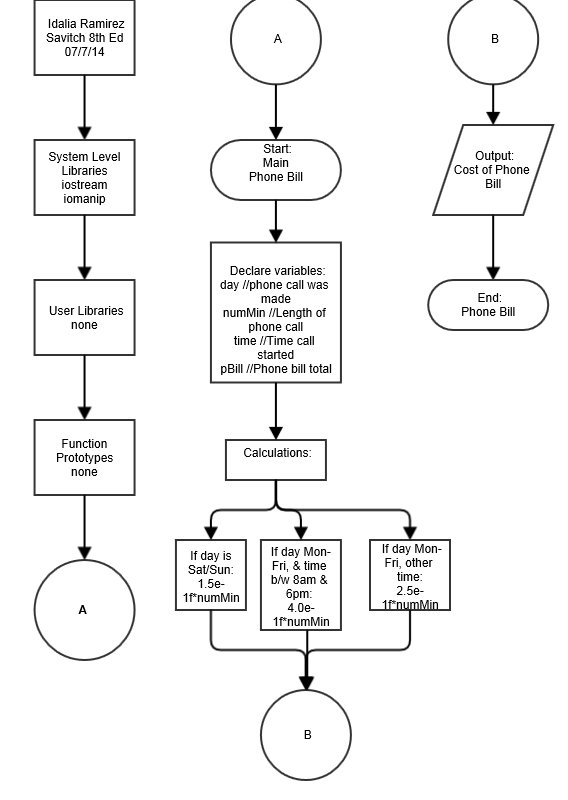 Idalia Ramirez
Savitch 8th Ed
07/7/14
System Level
Libraries
iostream
iomanip
User Libraries
none
Function
Prototypes
none
A
A
Start:
Main
Phone Bill
Declare variables:
day //phone call was
made
numMin //Length of
phone call
time //Time call
started
pBill //Phone bill total
Calculations:
If day is
Sat/Sun:
1.5e-
1f*numMin
If day Mon-
Fri, & time
b/w 8am &
6pm:
4.0e-
1f*numMin
If day Mon-
Fri, other
time:
2.5e-
1f*numMin
B
B
Output:
Cost of Phone
Bill
End:
Phone Bill